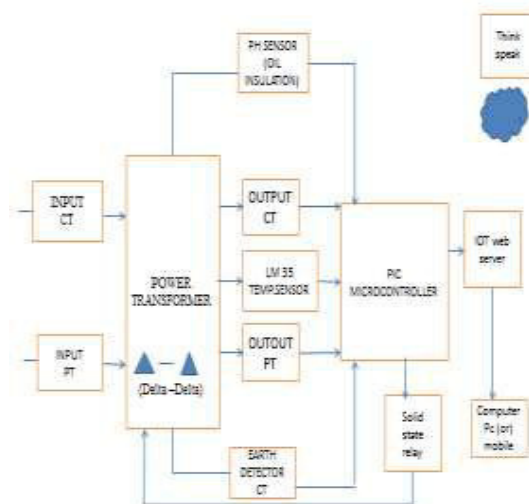 PH SENSOR
(OIL
INSULATION)
Think
speak
INPUT
CT
OUTPUT
CT
POWER
TRANSFORMER
LM 35
TEMP.SENSOR
PIC
MICROCONTROLLER
IOT web
server
INPUT
PT
(Delta –Delta)
OUTOUT
PT
EARTH
DETECTOR
CT
Solid
state
relay
Computer
Pc (or)
mobile